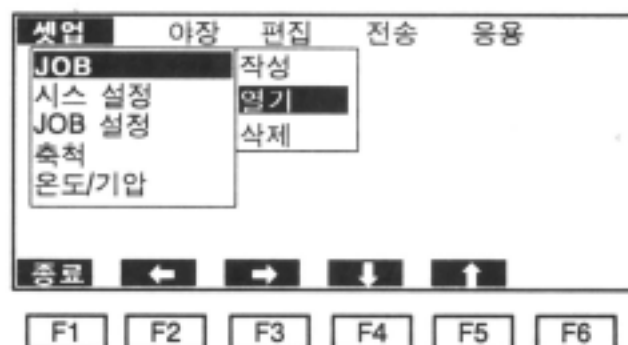 셋업 야장 편집 전송 응용
JOB 작성
시스 설정 열기
JOB 설정 삭제
축척
온도/기압
종료 ← → ↓ ↑
F1 F2 F3 F4 F5 F6